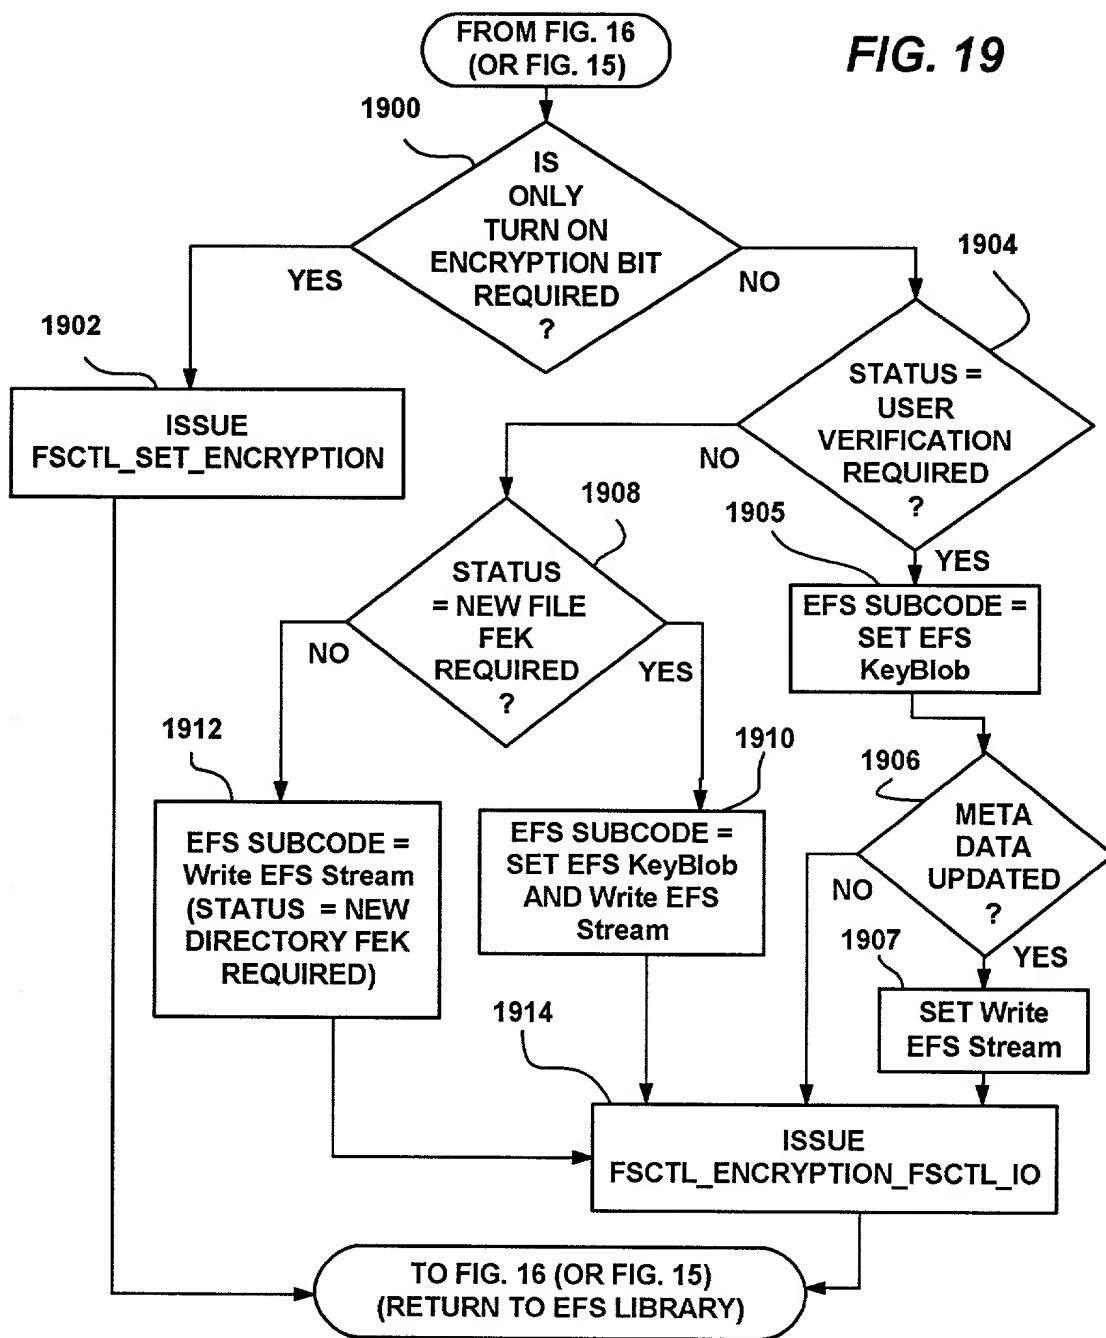 FROM FIG. 16
(OR FIG. 15)
FIG. 19
1900
IS
ONLY
TURN ON
ENCRYPTION BIT
REQUIRED
?
YES
NO
1902
ISSUE
FSCTL_SET_ENCRYPTION
1904
STATUS =
USER
VERIFICATION
REQUIRED
?
NO
YES
1908
STATUS
= NEW FILE
FEK
REQUIRED
?
NO
YES
1905
EFS SUBCODE =
SET EFS
KeyBlob
1912
EFS SUBCODE =
Write EFS Stream
(STATUS = NEW
DIRECTORY FEK
REQUIRED)
1910
EFS SUBCODE =
SET EFS KeyBlob
AND Write EFS
Stream
1906
META
DATA
UPDATED
?
NO
YES
1907
SET Write
EFS Stream
1914
ISSUE
FSCTL_ENCRYPTION_FSCTL_IO
TO FIG. 16 (OR FIG. 15)
(RETURN TO EFS LIBRARY)